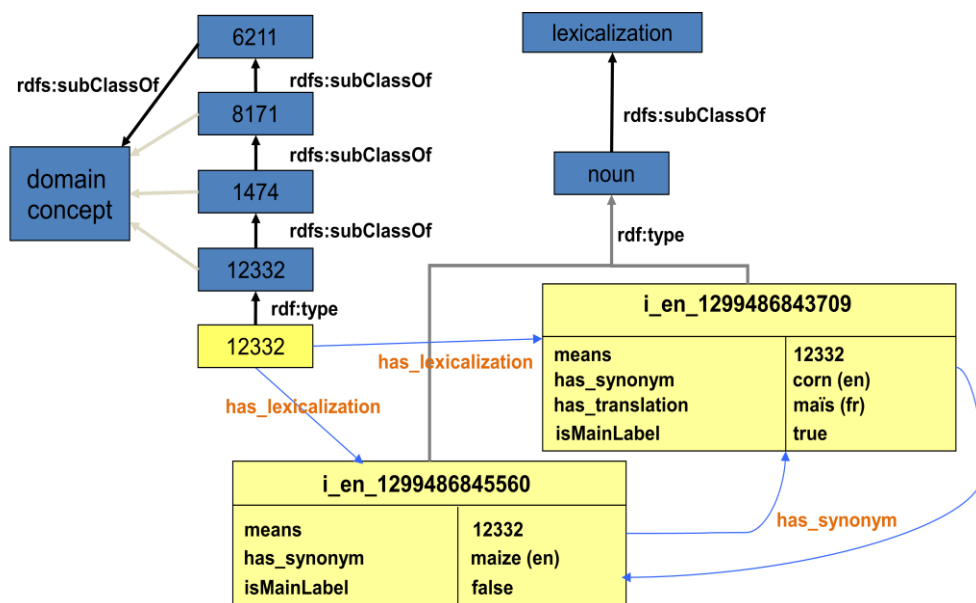 6211
lexicalization
rdfs:subClassOf
rdfs:subClassOf
8171
rdfs:subClassOf
rdfs:subClassOf
domain
concept
1474
noun
rdfs:subClassOf
rdf:type
12332
rdf:type
i_en_1299486843709
12332
has_lexicalization
means 12332
has_synonym corn (en)
has_translation maïs (fr)
isMainLabel true
has_lexicalization
i_en_1299486845560
has_synonym
means 12332
has_synonym maize (en)
isMainLabel false